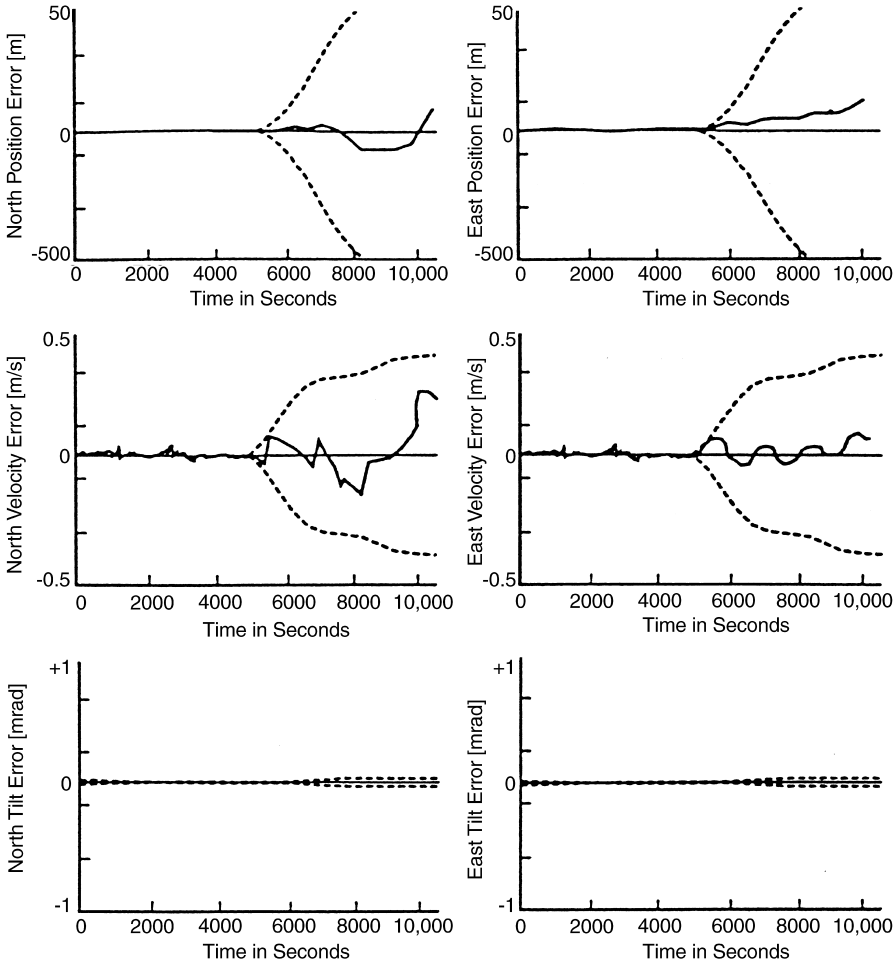 North Position Error [m]
50
0
-500
0 2000 4000 6000 8000 10,000
Time in Seconds
East Position Error [m]
50
0
-500
0 2000 4000 6000 8000 10,000
Time in Seconds
North Velocity Error [m/s]
0.5
0
-0.5
0 2000 4000 6000 8000 10,000
Time in Seconds
East Velocity Error [m/s]
0.5
0
-0.5
0 2000 4000 6000 8000 10,000
Time in Seconds
North Tilt Error [mrad]
+1
0
-1
0 2000 4000 6000 8000 10,000
Time in Seconds
East Tilt Error [mrad]
+1
0
-1
0 2000 4000 6000 8000 10,000
Time in Seconds